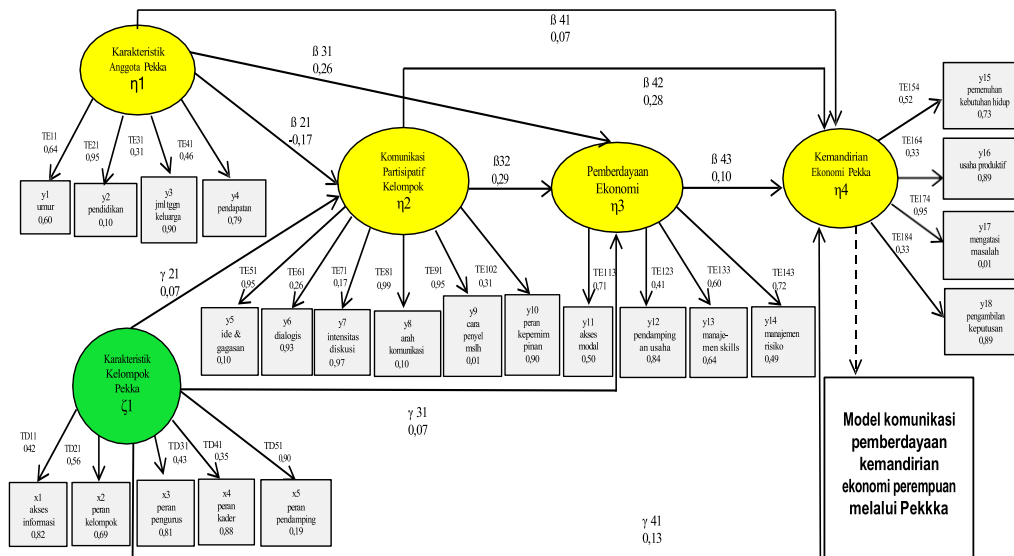 ß 41
0,07
Karakteristik
Anggota Pekka
η1
ß 31
0,26
ß 42
0,28
ß 21
-0,17
TE11
0,64
TE21
0,95
TE31
0,31
TE41
0,46
y1
umur
0,60
y2
pendidikan
0,10
y3
jml tggn
keluarga
0,90
y4
pendapatan
0,79
Komunikasi
Partisipatif
Kelompok
η2
ß32
0,29
Pemberdayaan
Ekonomi
η3
ß 43
0,10
Kemandirian
Ekonomi Pekka
η4
TE154
0,52
TE164
0,33
TE174
0,95
TE184
0,33
y15
pemenuhan
kebutuhan hidup
0,73
y16
usaha produktif
0,89
y17
mengatasi
masalah
0,01
y18
pengambilan
keputusan
0,89
γ 21
0,07
TE51
0,95
TE61
0,26
TE71
0,17
TE81
0,99
TE91
0,95
TE102
0,31
TE113
0,71
TE123
0,41
TE133
0,60
TE143
0,72
y5
ide &
gagasan
0,10
y6
dialogis
0,93
y7
intensitas
diskusi
0,97
y8
arah
komunikasi
0,10
y9
cara
penyel
mslh
0,01
y10
peran
kepemim
pinan
0,90
y11
akses
modal
0,50
y12
pendamping
an usaha
0,84
y13
manaje-
men skills
0,64
y14
manajemen
risiko
0,49
Karakteristik
Kelompok
Pekka
ζ1
γ 31
0,07
TD11
042
TD21
0,56
TD31
0,43
TD41
0,35
TD51
0,90
x1
akses
informasi
0,82
x2
peran
kelompok
0,69
x3
peran
pengurus
0,81
x4
peran
kader
0,88
x5
peran
pendamping
0,19
γ 41
0,13
Model komunikasi
pemberdayaan
kemandirian
ekonomi perempuan
melalui Pekkka